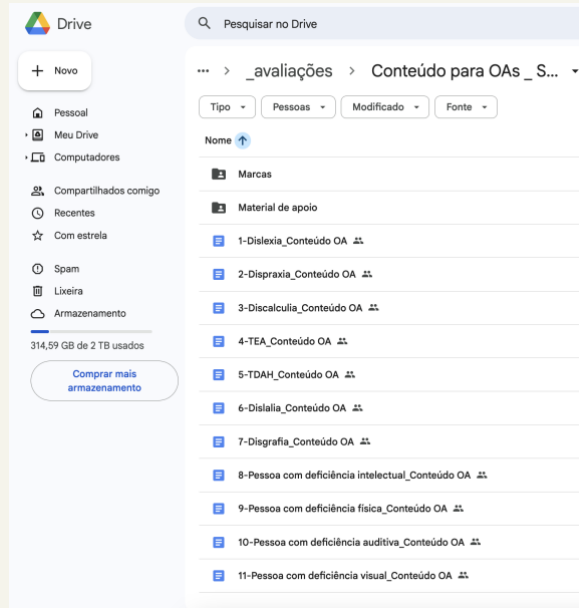 Drive
Pesquisar no Drive
Novo
... > _avaliações > Conteúdo para OAs _ S...
Tipo Pessoas Modificado Fonte
Pessoal
Meu Drive
Computadores
Compartilhados comigo
Recentes
Com estrela
Spam
Lixeira
Armazenamento
314,59 GB de 2 TB usados
Comprar mais
armazenamento
Nome
Marcas
Material de apoio
1-Dislexia_Conteúdo OA
2-Dispraxia_Conteúdo OA
3-Discalculia_Conteúdo OA
4-TEA_Conteúdo OA
5-TDAH_Conteúdo OA
6-Dislalia_Conteúdo OA
7-Disgrafia_Conteúdo OA
8-Pessoa com deficiência intelectual_Conteúdo OA
9-Pessoa com deficiência física_Conteúdo OA
10-Pessoa com deficiência auditiva_Conteúdo OA
11-Pessoa com deficiência visual_Conteúdo OA